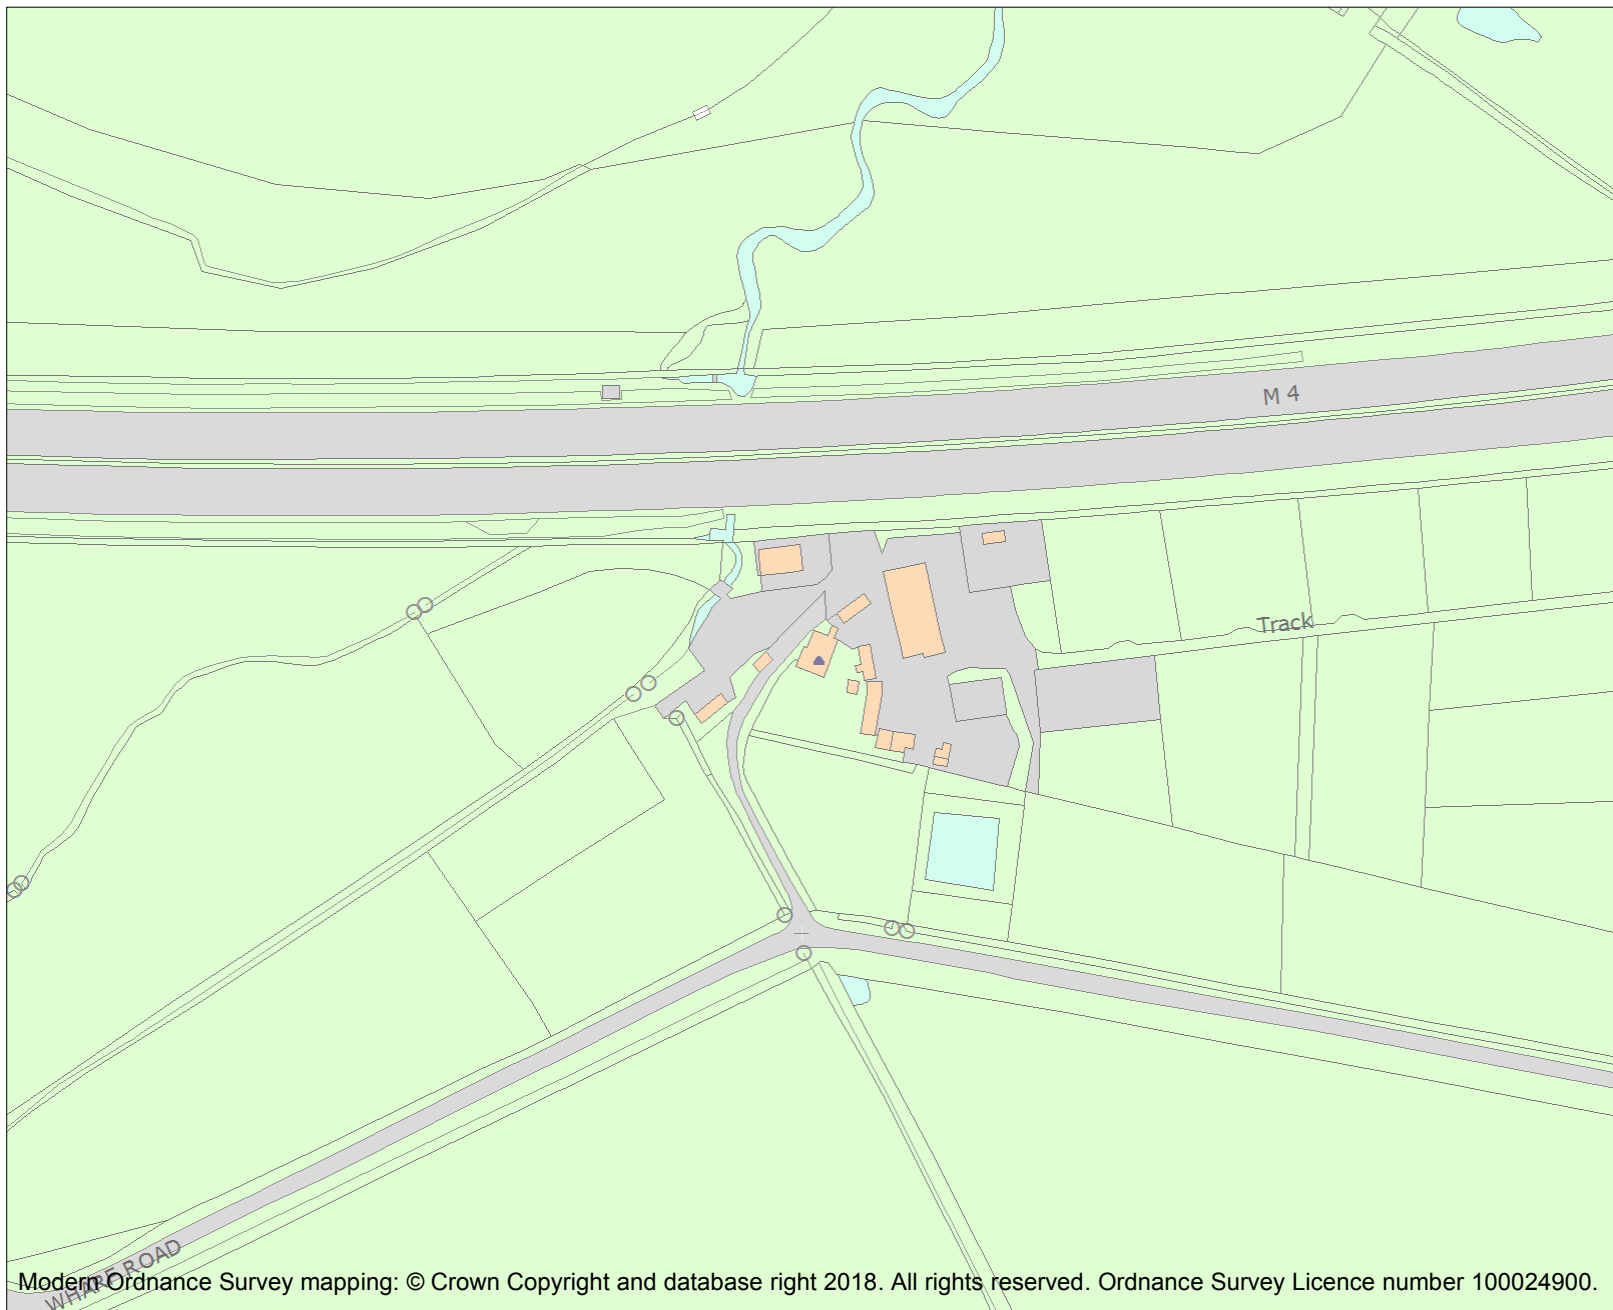 M 4
Track
WHARF ROAD
Modern Ordnance Survey mapping: © Crown Copyright and database right 2018. All rights reserved. Ordnance Survey Licence number 100024900.